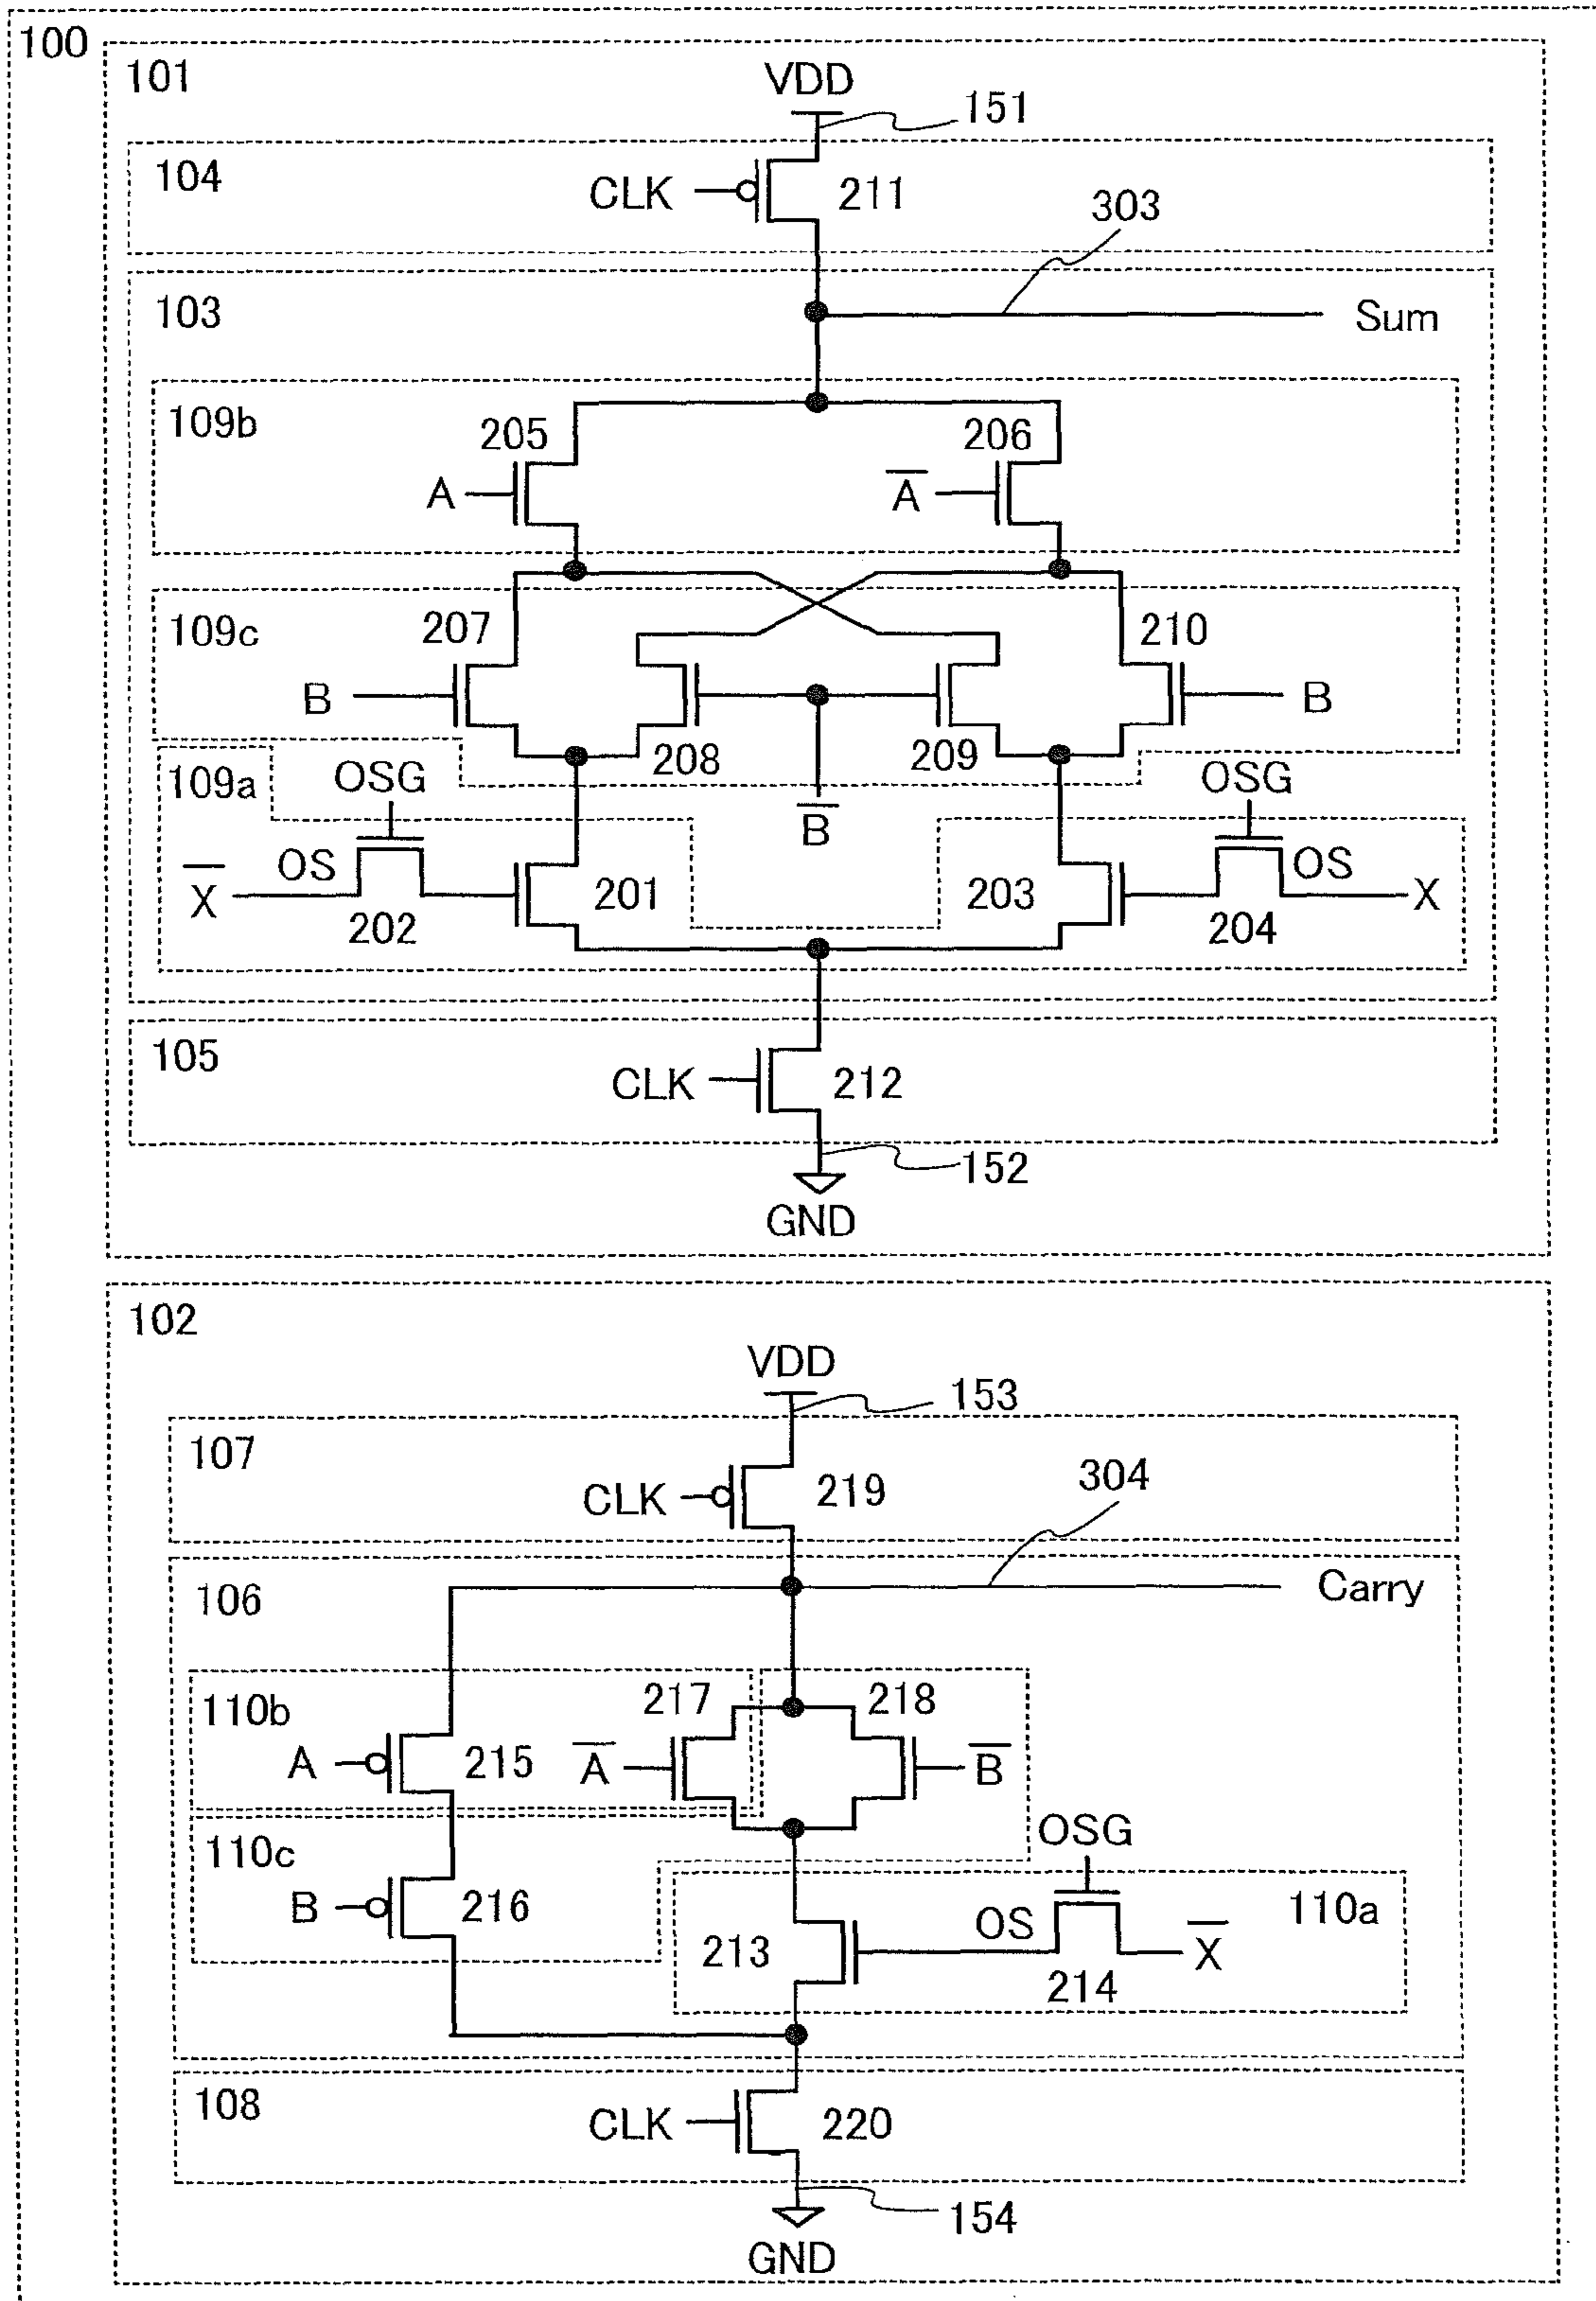 100
101
VDD
151
104
CLK
211
303
103
Sum
109b
205
206
A
A̅
109c
207
210
B
B
208
209
109a
OSG
OSG
B̅
OS
OS
X̅
201
203
X
202
204
105
CLK
212
152
GND
102
VDD
153
107
CLK
219
304
106
Carry
110b
217
218
A
215
A̅
B̅
110c
OSG
B
216
OS
110a
213
X̅
214
108
CLK
220
154
GND